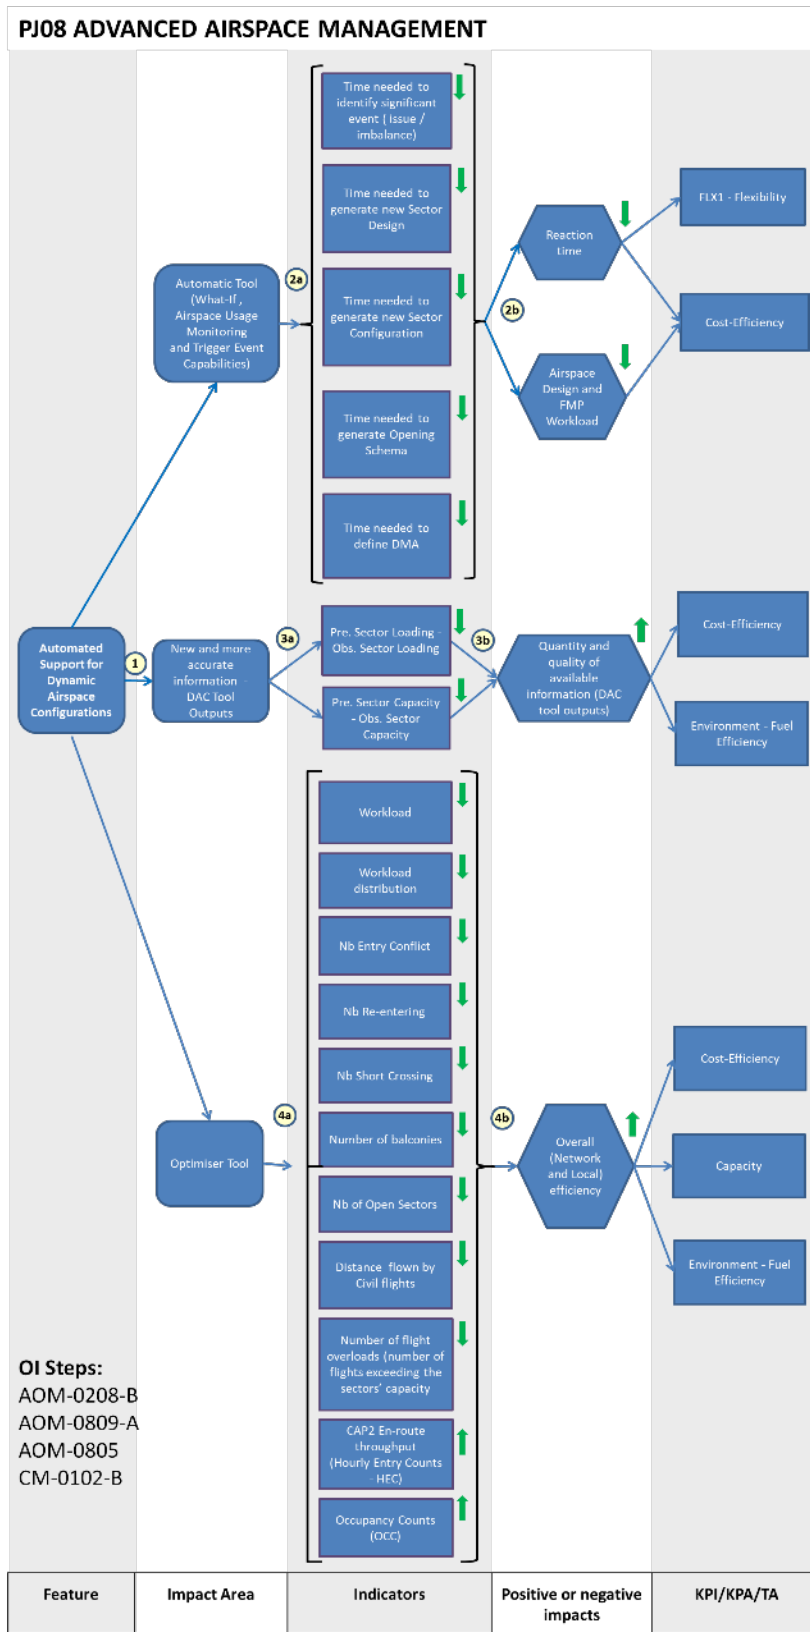 PJ08 ADVANCED AIRSPACE MANAGEMENT
Time needed to
identify significant
event ( issue /
imbalance)
Time needed to
generate new Sector
Design
Time needed to
generate new Sector
Configuration
Time needed to
generate Opening
Schema
Time needed to
define DMA
Automatic Tool
(What-If ,
Airspace Usage
Monitoring
and Trigger Event
Capabilities)
2a
2b
Reaction
time
Airspace
Design and
FMP
Workload
FLX1 - Flexibility
Cost-Efficiency
Automated
Support for
Dynamic
Airspace
Configurations
1
New and more
accurate
information -
DAC Tool
Outputs
3a
Pre. Sector Loading -
Obs. Sector Loading
Pre. Sector Capacity
- Obs. Sector
Capacity
3b
Quantity and
quality of
available
information (DAC
tool outputs)
Cost-Efficiency
Environment - Fuel
Efficiency
Optimiser Tool
4a
Workload
Workload
distribution
Nb Entry Conflict
Nb Re-entering
Nb Short Crossing
Number of balconies
Nb of Open Sectors
Distance flown by
Civil flights
Number of flight
overloads (number of
flights exceeding the
sectors' capacity
CAP2 En-route
throughput
(Hourly Entry Counts
- HEC)
Occupancy Counts
(OCC)
4b
Overall
(Network
and Local)
efficiency
Cost-Efficiency
Capacity
Environment - Fuel
Efficiency
OI Steps:
AOM-0208-B
AOM-0809-A
AOM-0805
CM-0102-B
Feature
Impact Area
Indicators
Positive or negative
impacts
KPI/KPA/TA